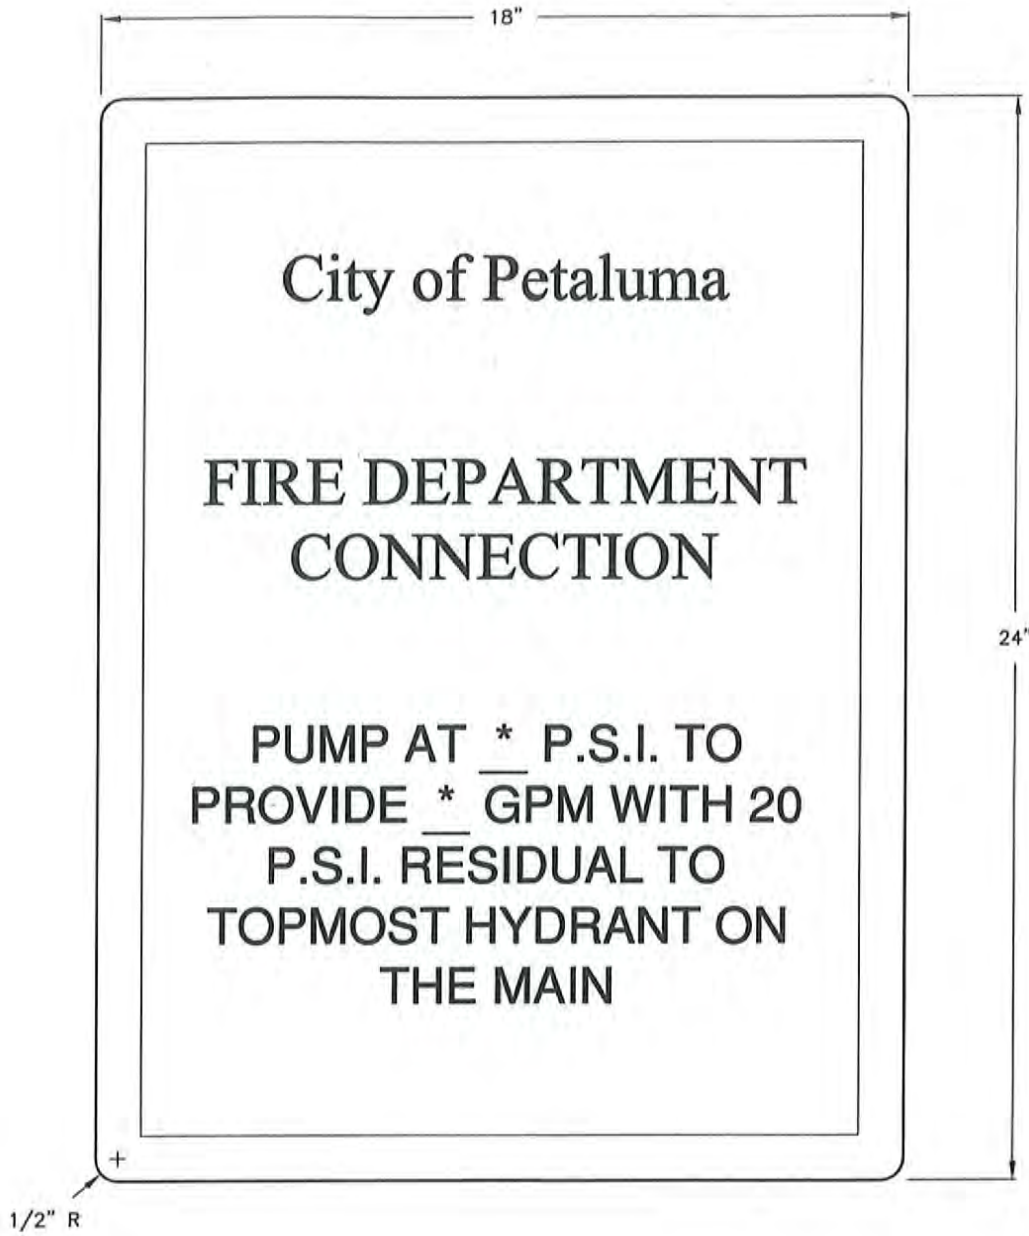 18"
City of Petaluma
FIRE DEPARTMENT
CONNECTION
24"
PUMP AT * P.S.I. TO
PROVIDE * GPM WITH 20
P.S.I. RESIDUAL TO
TOPMOST HYDRANT ON
THE MAIN
1/2" R